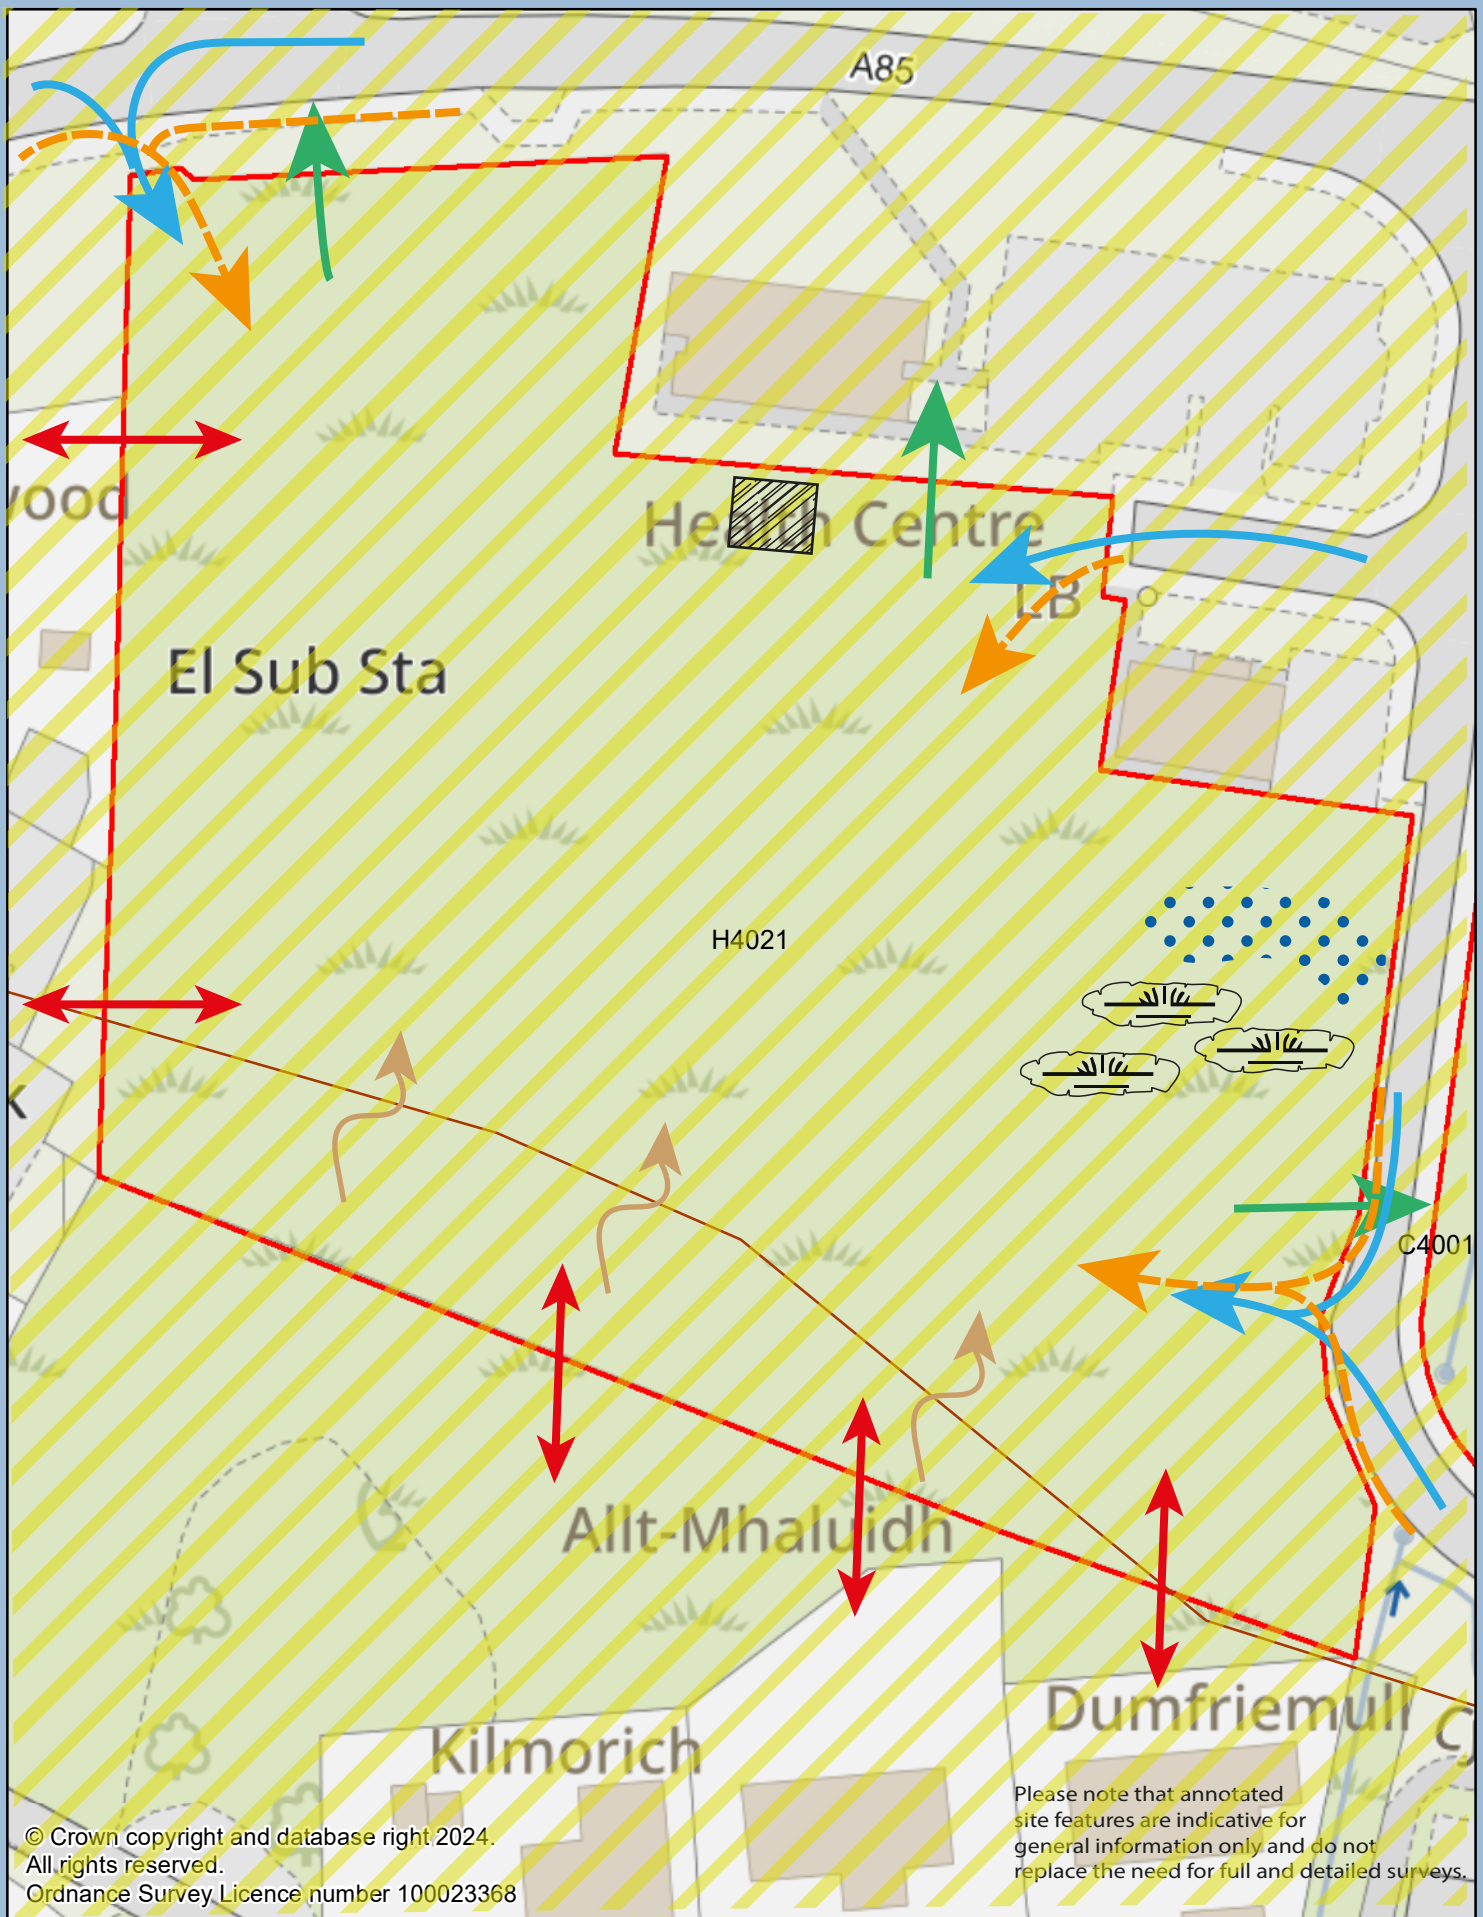 A85
wood
Health Centre
LB
El Sub Sta
H4021
k
C4001
Allt-Mhaluidh
Dumfriemull
Kilmorich
Please note that annotated
site features are indicative for
general information only and do not
replace the need for full and detailed surveys.
© Crown copyright and database right 2024.
All rights reserved.
Ordnance Survey Licence number 100023368